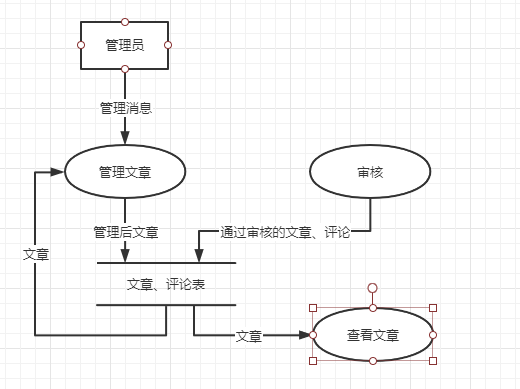 管理员
管理消息
管理文章
审核
管理后文章
通过审核的文章、评论
文章
文章、评论表
文章
查看文章